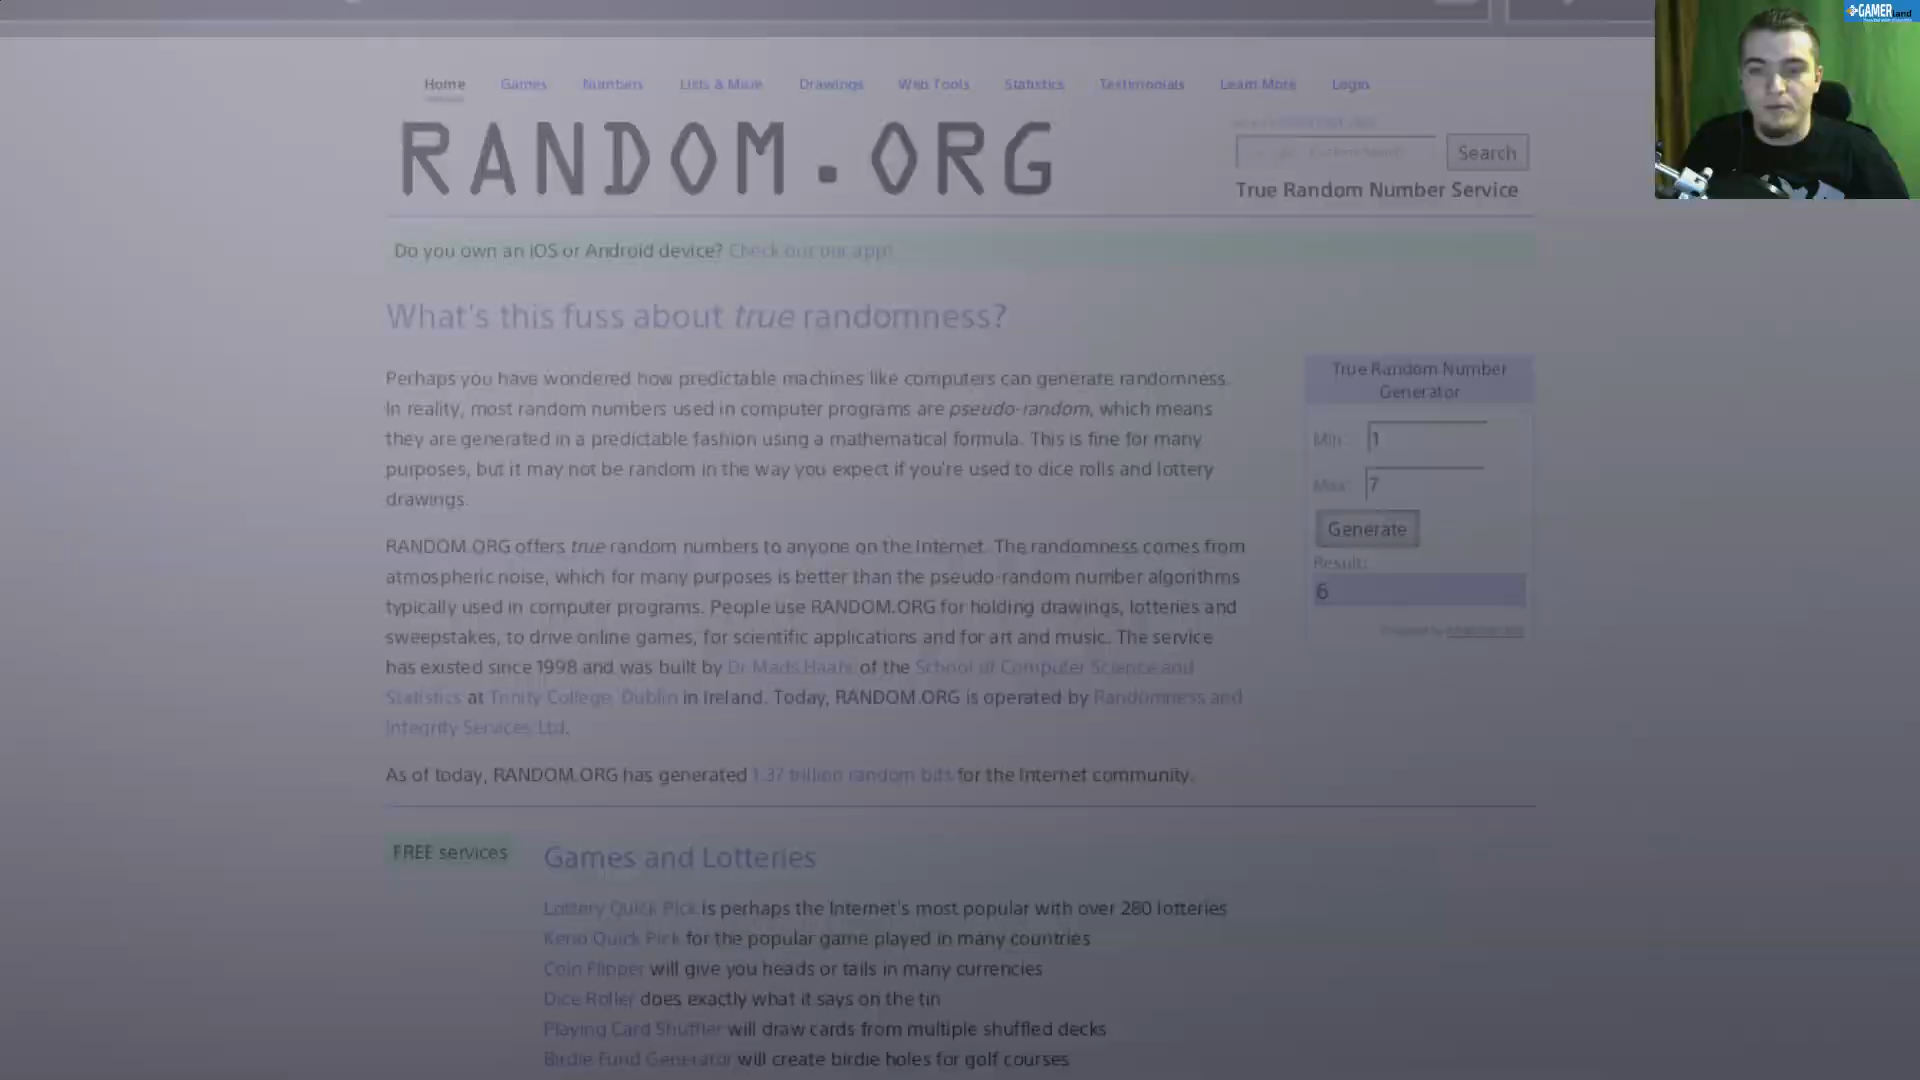 GAMERland
Home Games Numbers Lists & More Drawings Web Tools Statistics Testimonials Learn More Login
RANDOM.ORG
Search
True Random Number Service
Do you own an iOS or Android device? Check out our app!
What's this fuss about true randomness?
Perhaps you have wondered how predictable machines like computers can generate randomness.
In reality, most random numbers used in computer programs are pseudo-random, which means
they are generated in a predictable fashion using a mathematical formula. This is fine for many
purposes, but it may not be random in the way you expect if you're used to dice rolls and lottery
drawings.
RANDOM.ORG offers true random numbers to anyone on the Internet. The randomness comes from
atmospheric noise, which for many purposes is better than the pseudo-random number algorithms
typically used in computer programs. People use RANDOM.ORG for holding drawings, lotteries and
sweepstakes, to drive online games, for scientific applications and for art and music. The service
has existed since 1998 and was built by Dr Mads Haahr of the School of Computer Science and
Statistics at Trinity College, Dublin in Ireland. Today, RANDOM.ORG is operated by Randomness and
Integrity Services Ltd.
As of today, RANDOM.ORG has generated 1.37 trillion random bits for the Internet community.
True Random Number
Generator
Min: 1
Max: 7
Generate
Result:
6
Powered by RANDOM.ORG
FREE services
Games and Lotteries
Lottery Quick Pick is perhaps the Internet's most popular with over 280 lotteries
Keno Quick Pick for the popular game played in many countries
Coin Flipper will give you heads or tails in many currencies
Dice Roller does exactly what it says on the tin
Playing Card Shuffler will draw cards from multiple shuffled decks
Birdie Fund Generator will create birdie holes for golf courses